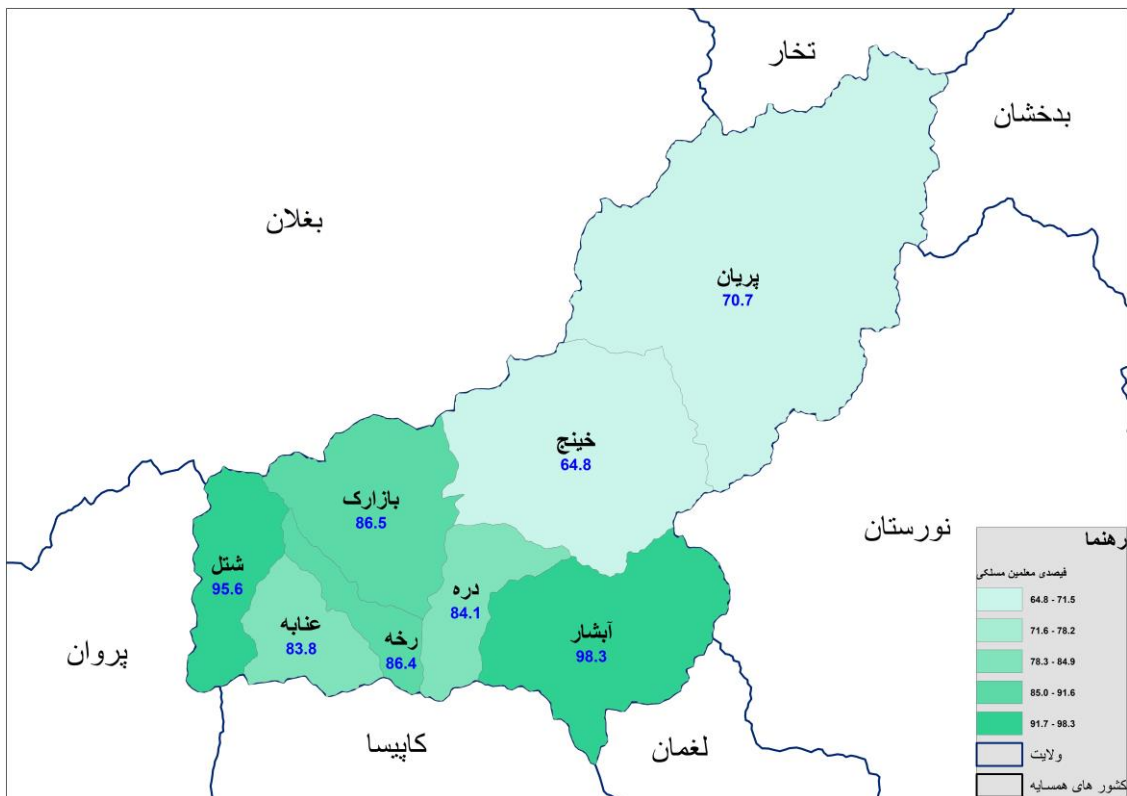 تخار
بدخشان
بغلان
پریان
70.7
خینج
64.8
بازارک
86.5
نورستان
شتل
95.6
دره
84.1
عنابه
83.8
رخه
86.4
آبشار
98.3
پروان
کاپیسا
لغمان
رهنما
فیصدی معلمین مسلکی
64.8 - 71.5
71.6 - 78.2
78.3 - 84.9
85.0 - 91.6
91.7 - 98.3
ولایت
کشور های همسایه